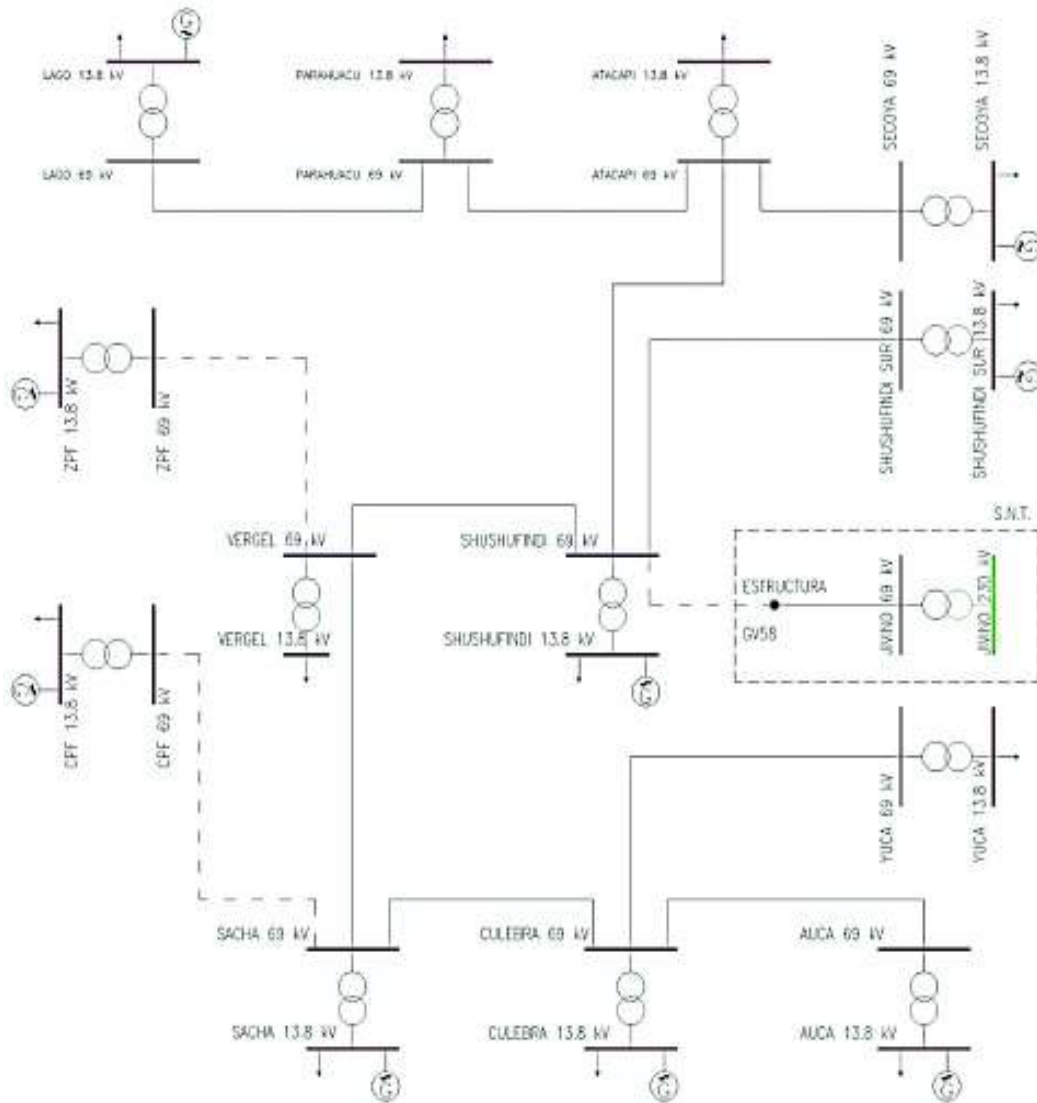 LAGO 13.8 kV
PARAHUACU 13.8 kV
ATACAPI 13.8 kV
LAGO 69 kV
PARAHUACU 69 kV
ATACAPI 69 kV
SECOYA 69 kV
SECOYA 13.8 kV
G
G
SHUSHUFINDI SUR 69 kV
SHUSHUFINDI SUR 13.8 kV
G
ZPF 13.8 kV
ZPF 69 kV
G
S.N.T.
VERGEL 69 kV
SHUSHUFINDI 69 kV
ESTRUCTURA
GV58
JIVINO 69 kV
JIVINO 230 kV
VERGEL 13.8 kV
SHUSHUFINDI 13.8 kV
G
CPF 13.8 kV
CPF 69 kV
G
YUCA 69 kV
YUCA 13.8 kV
SACHA 69 kV
CULEBRA 69 kV
AUCA 69 kV
SACHA 13.8 kV
CULEBRA 13.8 kV
AUCA 13.8 kV
G
G
G